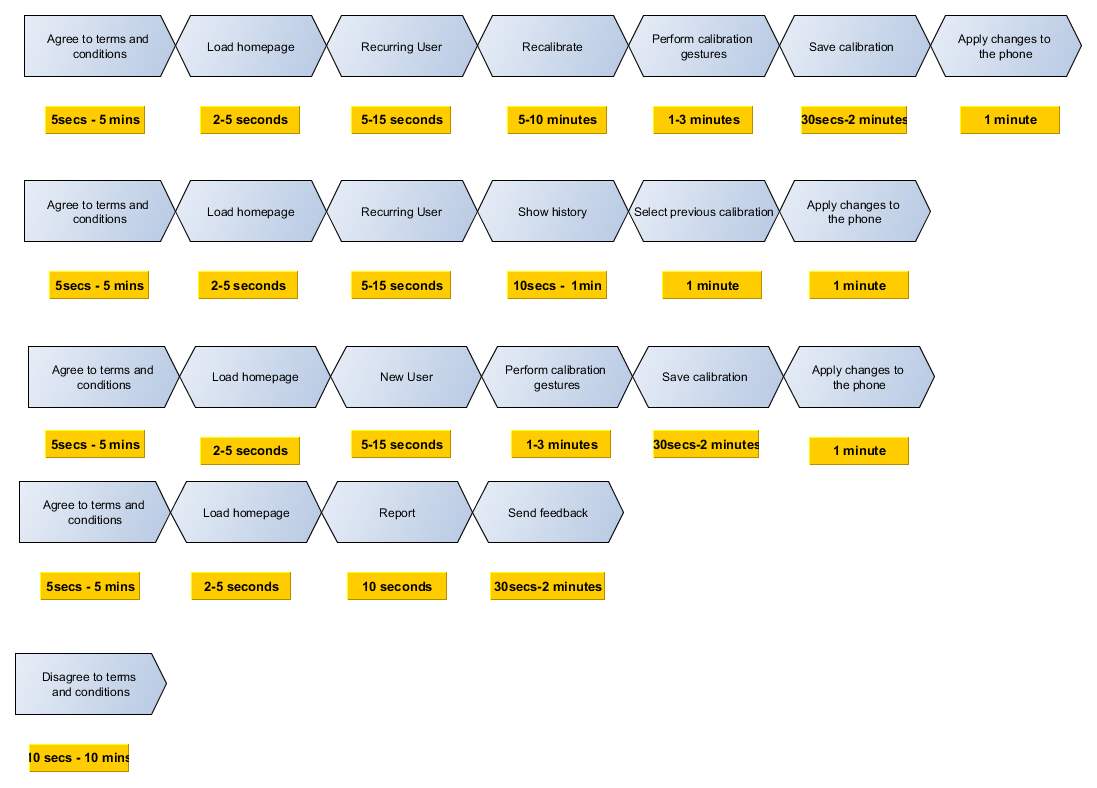 Agree to terms and
conditions
Load homepage
Recurring User
Recalibrate
Perform calibration
gestures
Save calibration
Apply changes to
the phone
5secs - 5 mins
2-5 seconds
5-15 seconds
5-10 minutes
1-3 minutes
30secs-2 minutes
1 minute
Agree to terms and
conditions
Load homepage
Recurring User
Show history
Select previous calibration
Apply changes to
the phone
5secs - 5 mins
2-5 seconds
5-15 seconds
10secs -  1min
1 minute
1 minute
Agree to terms and
conditions
Load homepage
New User
Perform calibration
gestures
Save calibration
Apply changes to
the phone
5secs - 5 mins
2-5 seconds
5-15 seconds
1-3 minutes
30secs-2 minutes
1 minute
Agree to terms and
conditions
Load homepage
Report
Send feedback
5secs - 5 mins
2-5 seconds
10 seconds
30secs-2 minutes
Disagree to terms
and conditions
10 secs - 10 mins